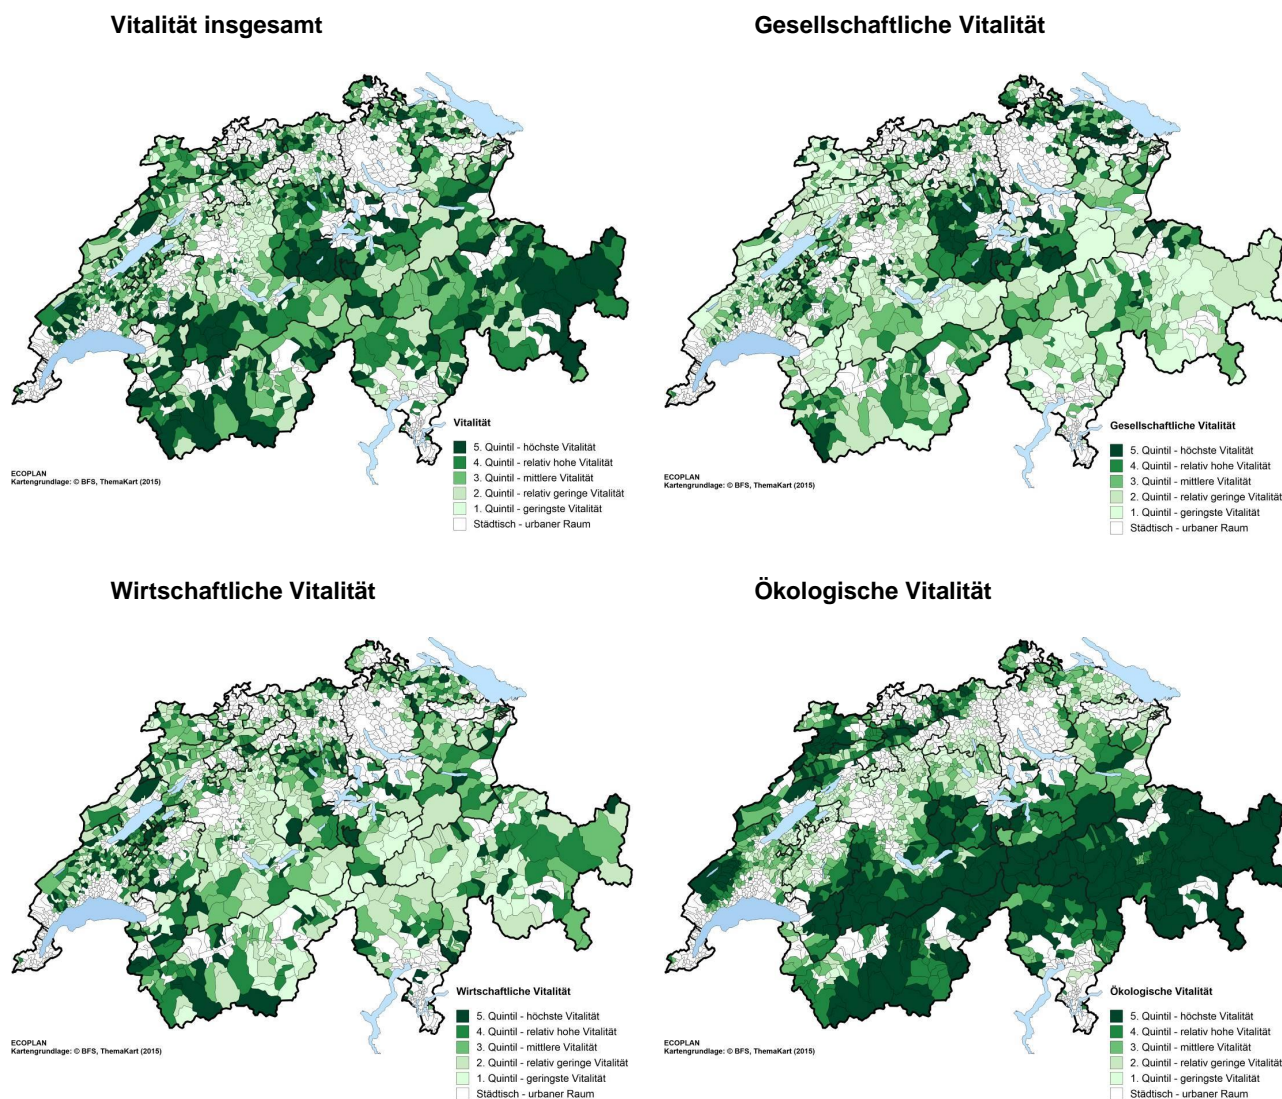 Vitalität insgesamt
Gesellschaftliche Vitalität
Vitalität
5. Quintil - höchste Vitalität
4. Quintil - relativ hohe Vitalität
3. Quintil - mittlere Vitalität
2. Quintil - relativ geringe Vitalität
1. Quintil - geringste Vitalität
Städtisch - urbaner Raum
ECOPLAN
Kartengrundlage: © BFS, ThemaKart (2015)
Gesellschaftliche Vitalität
5. Quintil - höchste Vitalität
4. Quintil - relativ hohe Vitalität
3. Quintil - mittlere Vitalität
2. Quintil - relativ geringe Vitalität
1. Quintil - geringste Vitalität
Städtisch - urbaner Raum
ECOPLAN
Kartengrundlage: © BFS, ThemaKart (2015)
Wirtschaftliche Vitalität
Ökologische Vitalität
Wirtschaftliche Vitalität
5. Quintil - höchste Vitalität
4. Quintil - relativ hohe Vitalität
3. Quintil - mittlere Vitalität
2. Quintil - relativ geringe Vitalität
1. Quintil - geringste Vitalität
Städtisch - urbaner Raum
ECOPLAN
Kartengrundlage: © BFS, ThemaKart (2015)
Ökologische Vitalität
5. Quintil - höchste Vitalität
4. Quintil - relativ hohe Vitalität
3. Quintil - mittlere Vitalität
2. Quintil - relativ geringe Vitalität
1. Quintil - geringste Vitalität
Städtisch - urbaner Raum
ECOPLAN
Kartengrundlage: © BFS, ThemaKart (2015)